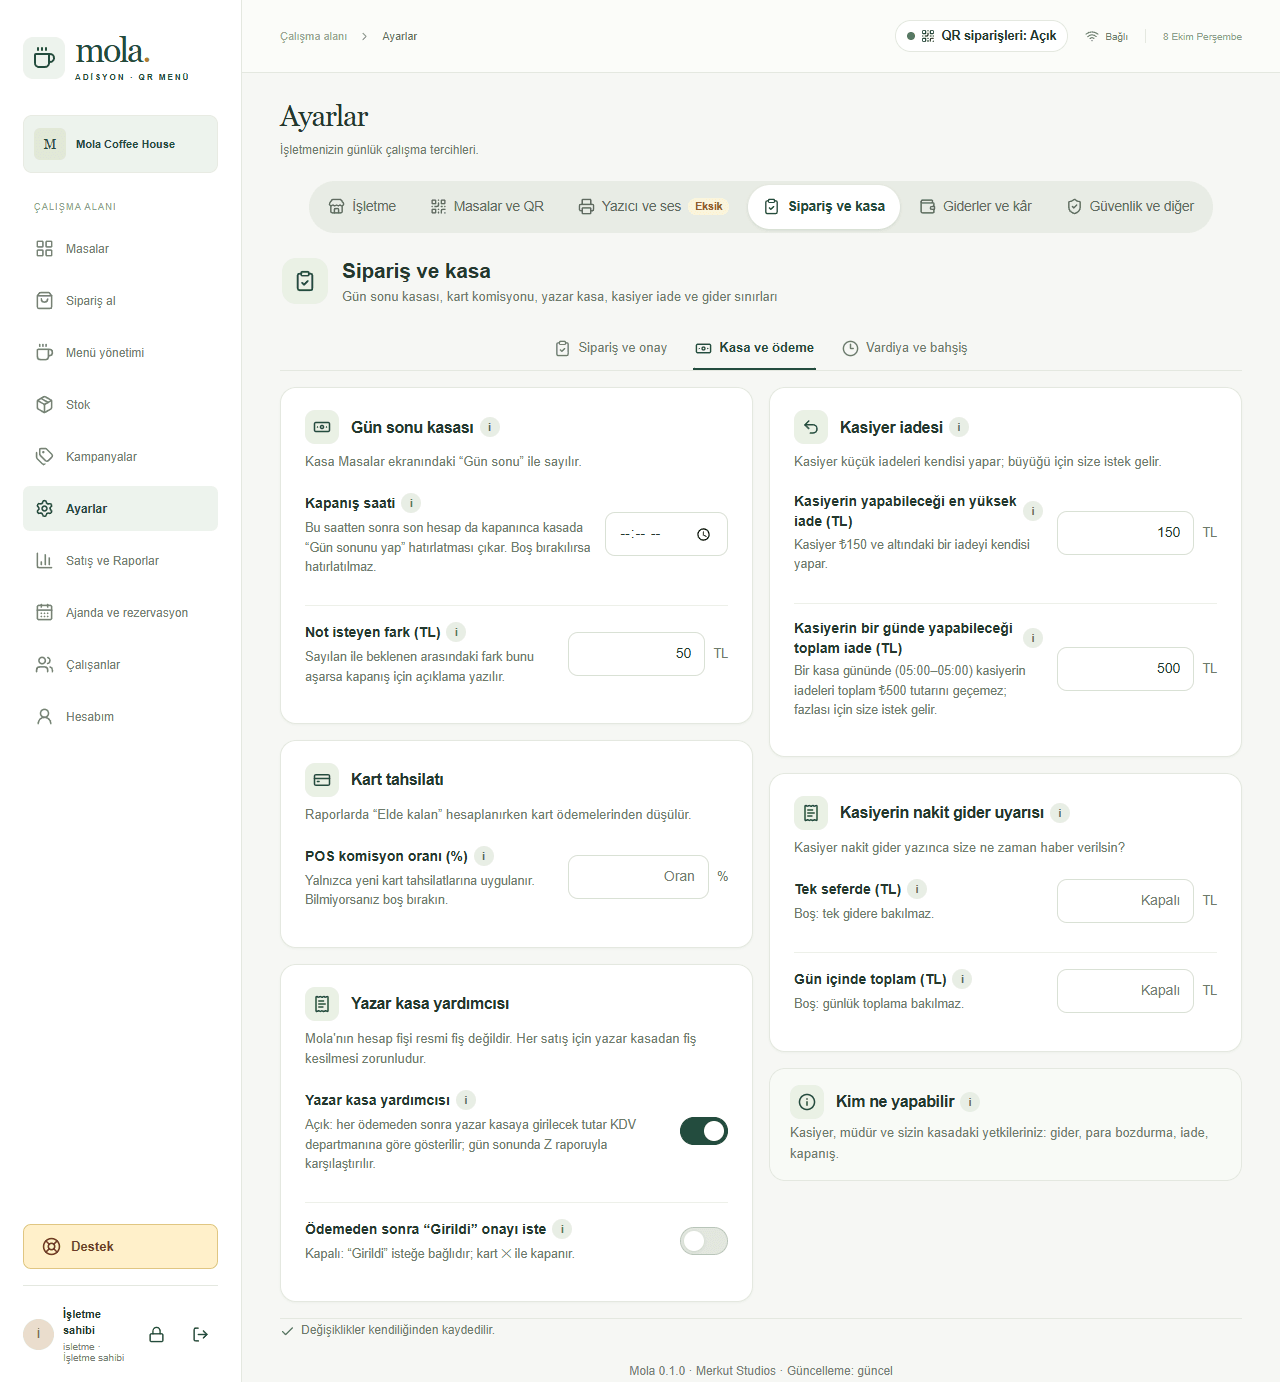 mola.
ADİSYON · QR MENÜ
M
Mola Coffee House
ÇALIŞMA ALANI
Masalar
Sipariş al
Menü yönetimi
Stok
Kampanyalar
Ayarlar
Satış ve Raporlar
Ajanda ve rezervasyon
Çalışanlar
Hesabım
Destek
İ
İşletme
sahibi
isletme ·
İşletme sahibi
Çalışma alanı
Ayarlar
QR siparişleri: Açık
Bağlı
8 Ekim Perşembe
Ayarlar
İşletmenizin günlük çalışma tercihleri.
İşletme
Masalar ve QR
Yazıcı ve ses
Eksik
Sipariş ve kasa
Giderler ve kâr
Güvenlik ve diğer
Sipariş ve kasa
Gün sonu kasası, kart komisyonu, yazar kasa, kasiyer iade ve gider sınırları
Sipariş ve onay
Kasa ve ödeme
Vardiya ve bahşiş
Gün sonu kasası i
Kasa Masalar ekranındaki “Gün sonu” ile sayılır.
Kapanış saati i
Bu saatten sonra son hesap da kapanınca kasada
“Gün sonunu yap” hatırlatması çıkar. Boş bırakılırsa
hatırlatılmaz.
--:-- --
Not isteyen fark (TL) i
Sayılan ile beklenen arasındaki fark bunu
aşarsa kapanış için açıklama yazılır.
50 TL
Kart tahsilatı
Raporlarda “Elde kalan” hesaplanırken kart ödemelerinden düşülür.
POS komisyon oranı (%) i
Yalnızca yeni kart tahsilatlarına uygulanır.
Bilmiyorsanız boş bırakın.
Oran %
Yazar kasa yardımcısı
Mola’nın hesap fişi resmi fiş değildir. Her satış için yazar kasadan fiş
kesilmesi zorunludur.
Yazar kasa yardımcısı i
Açık: her ödemeden sonra yazar kasaya girilecek tutar KDV
departmanına göre gösterilir; gün sonunda Z raporuyla
karşılaştırılır.
Ödemeden sonra “Girildi” onayı iste i
Kapalı: “Girildi” isteğe bağlıdır; kart ✕ ile kapanır.
Kasiyer iadesi i
Kasiyer küçük iadeleri kendisi yapar; büyüğü için size istek gelir.
Kasiyerin yapabileceği en yüksek
iade (TL) i
Kasiyer ₺150 ve altındaki bir iadeyi kendisi
yapar.
150 TL
Kasiyerin bir günde yapabileceği
toplam iade (TL) i
Bir kasa gününde (05:00–05:00) kasiyerin
iadeleri toplam ₺500 tutarını geçemez;
fazlası için size istek gelir.
500 TL
Kasiyerin nakit gider uyarısı i
Kasiyer nakit gider yazınca size ne zaman haber verilsin?
Tek seferde (TL) i
Boş: tek gidere bakılmaz.
Kapalı TL
Gün içinde toplam (TL) i
Boş: günlük toplama bakılmaz.
Kapalı TL
Kim ne yapabilir i
Kasiyer, müdür ve sizin kasadaki yetkileriniz: gider, para bozdurma, iade,
kapanış.
Değişiklikler kendiliğinden kaydedilir.
Mola 0.1.0 · Merkut Studios · Güncelleme: güncel